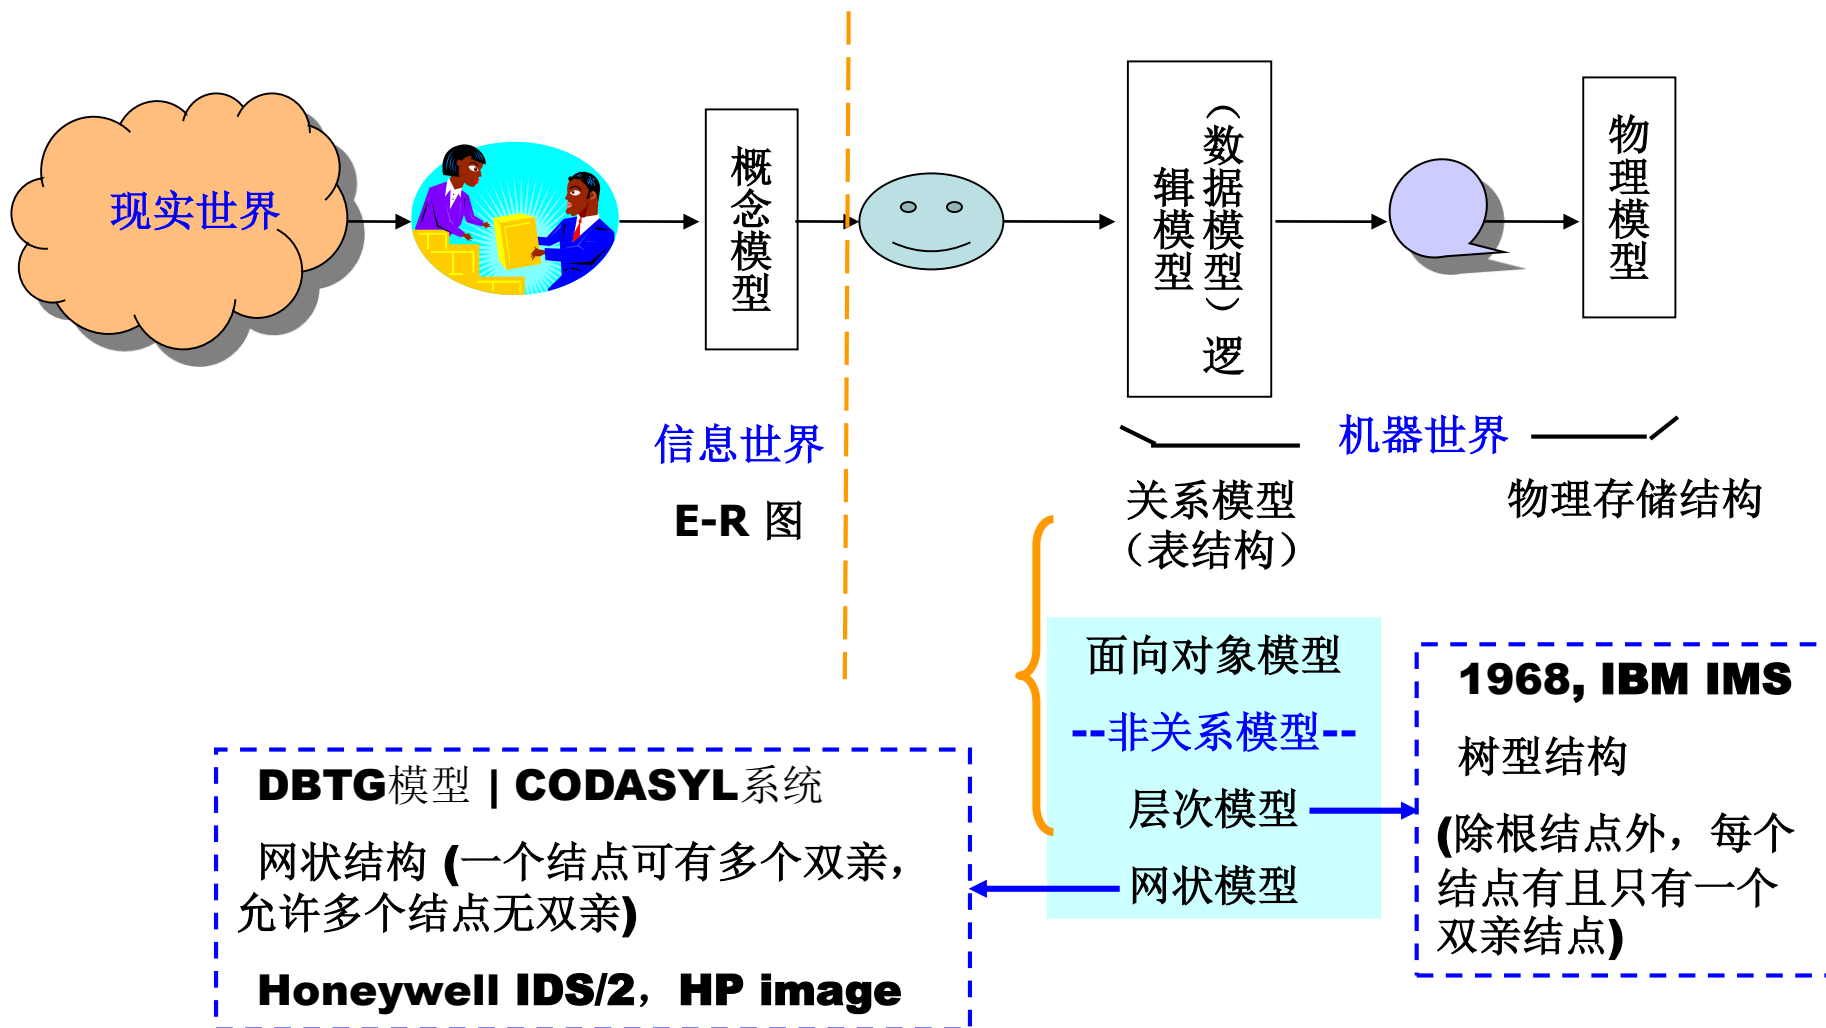 现实世界
概念模型
(数据模型)逻
辑模型
物理模型
信息世界
机器世界
E-R 图
关系模型
（表结构）
物理存储结构
面向对象模型
--非关系模型--
层次模型
网状模型
1968, IBM IMS
树型结构
(除根结点外，每个
结点有且只有一个
双亲结点)
DBTG模型 | CODASYL系统
网状结构 (一个结点可有多个双亲，
允许多个结点无双亲)
Honeywell IDS/2，HP image